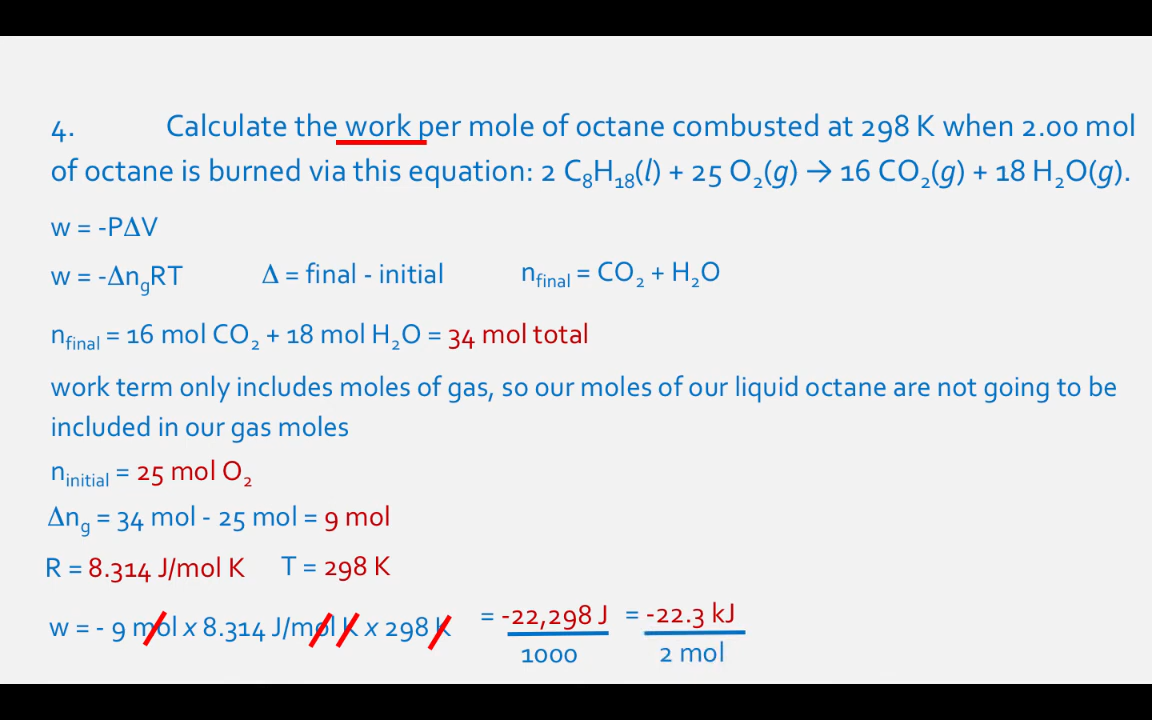 4. Calculate the work per mole of octane combusted at 298 K when 2.00 mol
of octane is burned via this equation: 2 C₈H₁₈(l) + 25 O₂(g) → 16 CO₂(g) + 18 H₂O(g).
w = -PΔV
w = -Δn_gRT Δ = final - initial n_final = CO₂ + H₂O
n_final = 16 mol CO₂ + 18 mol H₂O = 34 mol total
work term only includes moles of gas, so our moles of our liquid octane are not going to be
included in our gas moles
n_initial = 25 mol O₂
Δn_g = 34 mol - 25 mol = 9 mol
R = 8.314 J/mol K T = 298 K
w = - 9 mol x 8.314 J/mol K x 298 K = -22,298 J = -22.3 kJ
1000 2 mol